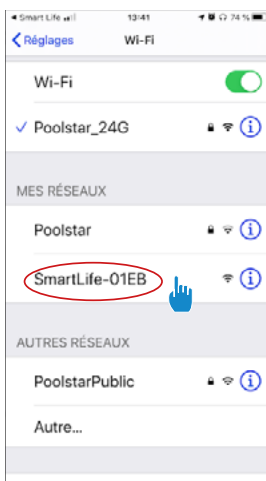 Smart Life 13:41 74 %
Réglages Wi-Fi
Wi-Fi
Poolstar_24G
MES RÉSEAUX
Poolstar
SmartLife-01EB
AUTRES RÉSEAUX
PoolstarPublic
Autre...